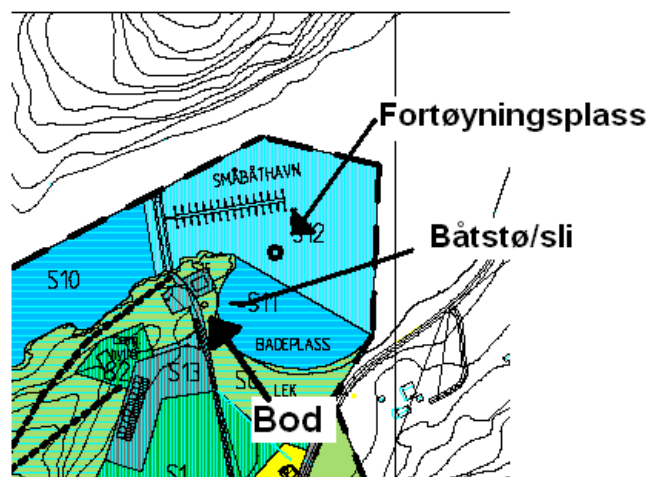 Fortøyningsplass
SMÅBÅTHAVN
S12
Båtstø/sli
S10
S11
BADEPLASS
S13
LEK
Bod
S1